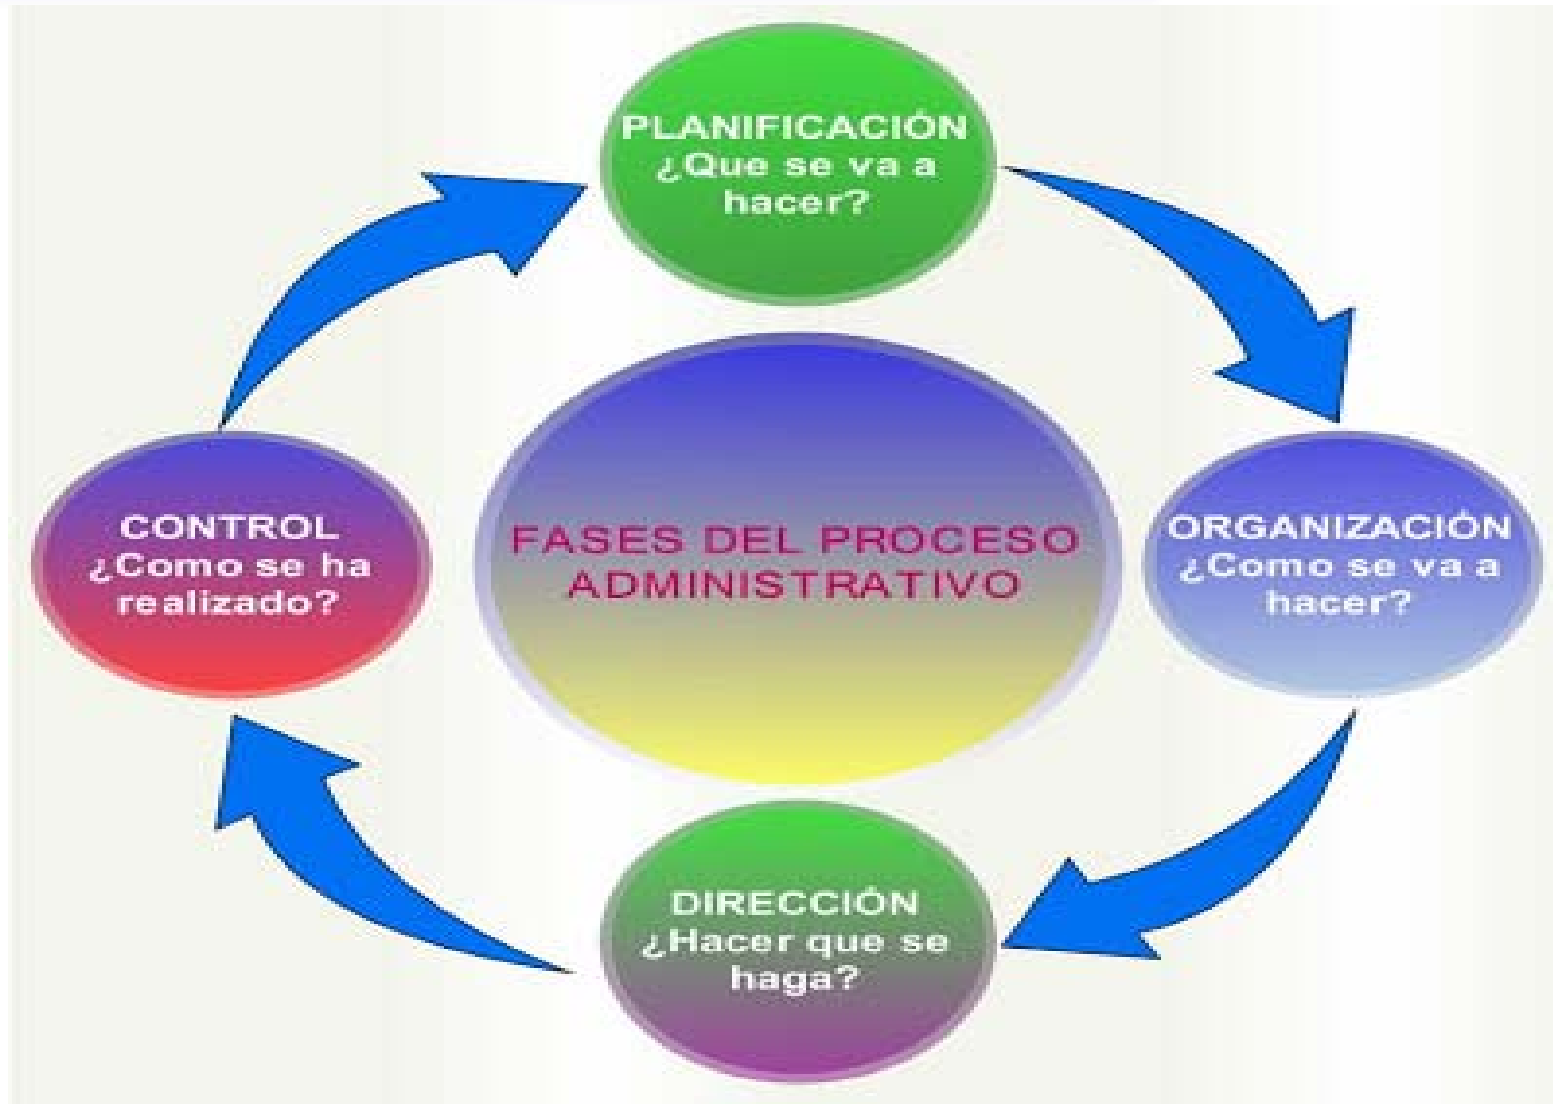 PLANIFICACIÓN
¿Que se va a
hacer?
ORGANIZACIÓN
¿Como se va a
hacer?
DIRECCIÓN
¿Hacer que se
haga?
CONTROL
¿Como se ha
realizado?
FASES DEL PROCESO
ADMINISTRATIVO